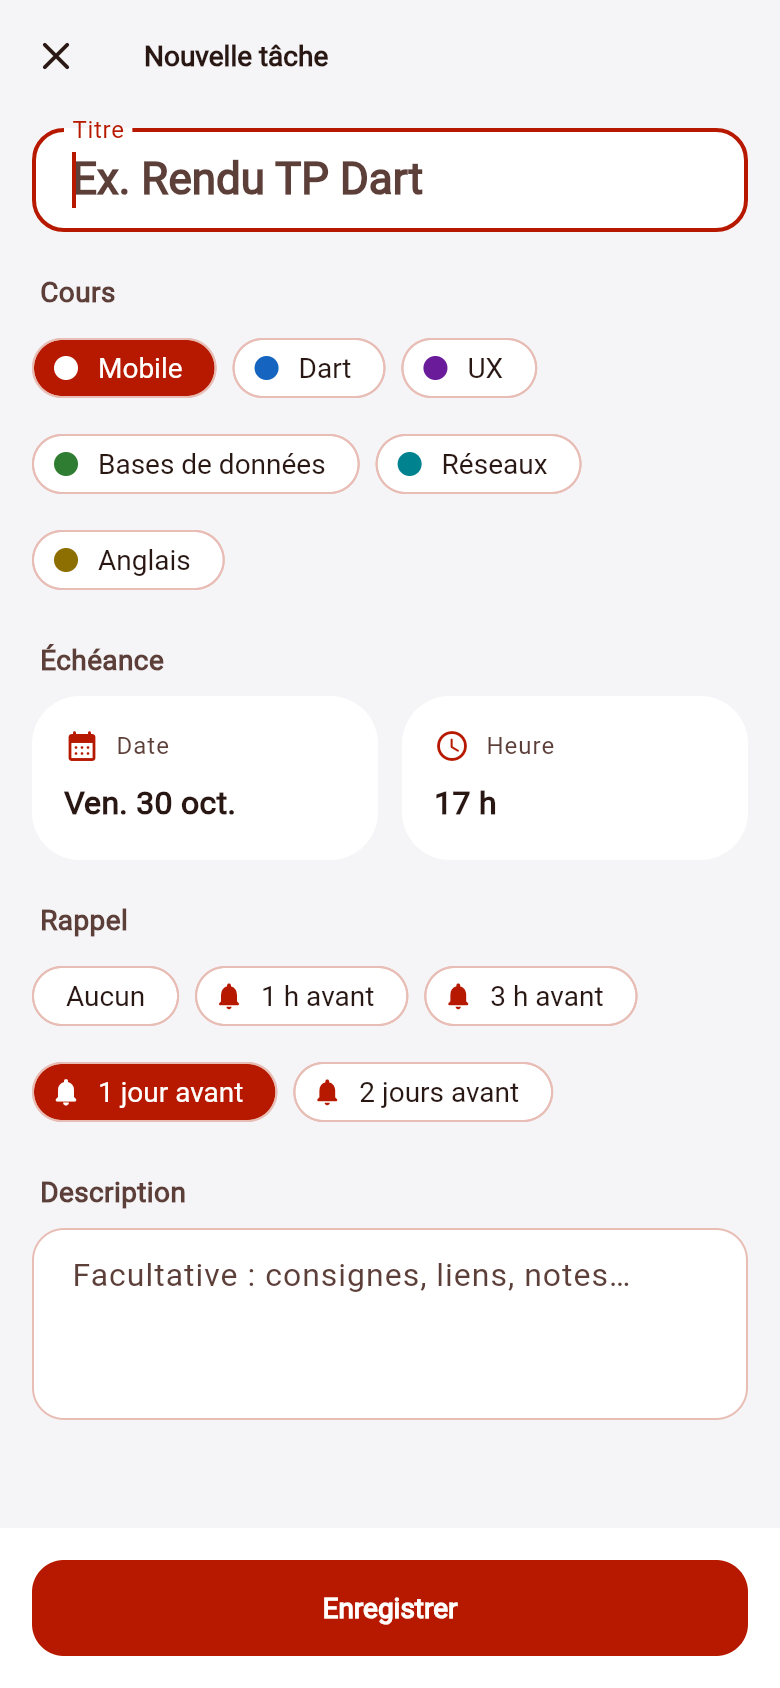 Nouvelle tâche
Titre
Ex. Rendu TP Dart
Cours
Mobile Dart UX
Bases de données Réseaux
Anglais
Échéance
Date Heure
Ven. 30 oct. 17 h
Rappel
Aucun 1 h avant 3 h avant
1 jour avant 2 jours avant
Description
Facultative : consignes, liens, notes…
Enregistrer